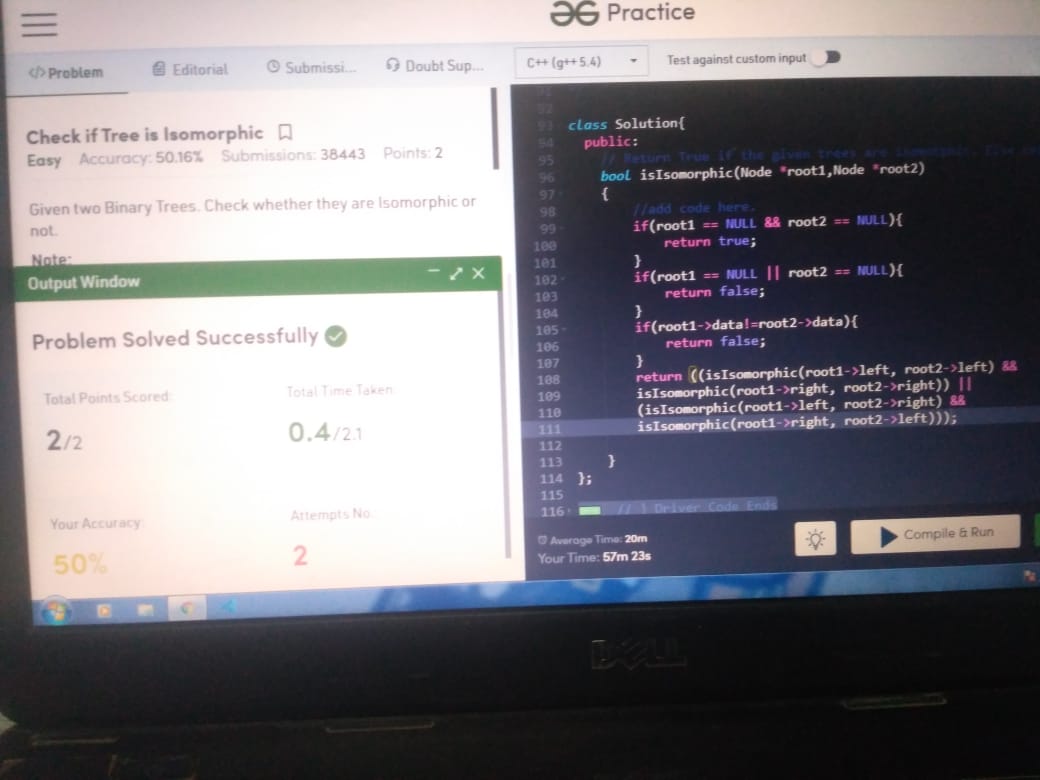 Practice
</>Problem
Editorial
Submissi...
Doubt Sup...
C++ (g++ 5.4)
Test against custom input
Check if Tree is Isomorphic
Easy Accuracy: 50.16% Submissions: 38443 Points: 2
Given two Binary Trees. Check whether they are Isomorphic or
not.
Note:
Output Window
Problem Solved Successfully
Total Points Scored:
Total Time Taken:
2/2
0.4/2.1
Your Accuracy:
Attempts No.:
50%
2
91
92
93 class Solution{
94 public:
95 // Return True if the given trees are isomotphic. Else
96 bool isIsomorphic(Node *root1,Node *root2)
97 {
98 //add code here.
99 if(root1 == NULL && root2 == NULL){
100 return true;
101 }
102 if(root1 == NULL || root2 == NULL){
103 return false;
104 }
105 if(root1->data!=root2->data){
106 return false;
107 }
108 return ((isIsomorphic(root1->left, root2->left) &&
109 isIsomorphic(root1->right, root2->right)) ||
110 (isIsomorphic(root1->left, root2->right) &&
111 isIsomorphic(root1->right, root2->left)));
112
113 }
114 };
115
116 // } Driver Code Ends
Average Time: 20m
Your Time: 57m 23s
Compile & Run
DELL